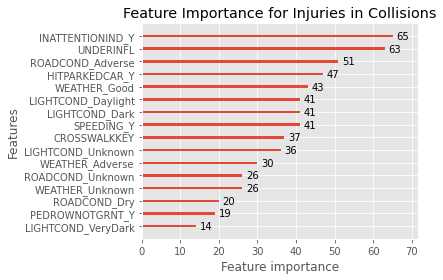 Feature Importance for Injuries in Collisions
INATTENTIONIND_Y 65
UNDERINFL 63
ROADCOND_Adverse 51
HITPARKEDCAR_Y 47
WEATHER_Good 43
LIGHTCOND_Daylight 41
LIGHTCOND_Dark 41
SPEEDING_Y 41
CROSSWALKKEY 37
LIGHTCOND_Unknown 36
WEATHER_Adverse 30
ROADCOND_Unknown 26
WEATHER_Unknown 26
ROADCOND_Dry 20
PEDROWNOTGRNT_Y 19
LIGHTCOND_VeryDark 14
Features
0 10 20 30 40 50 60 70
Feature importance